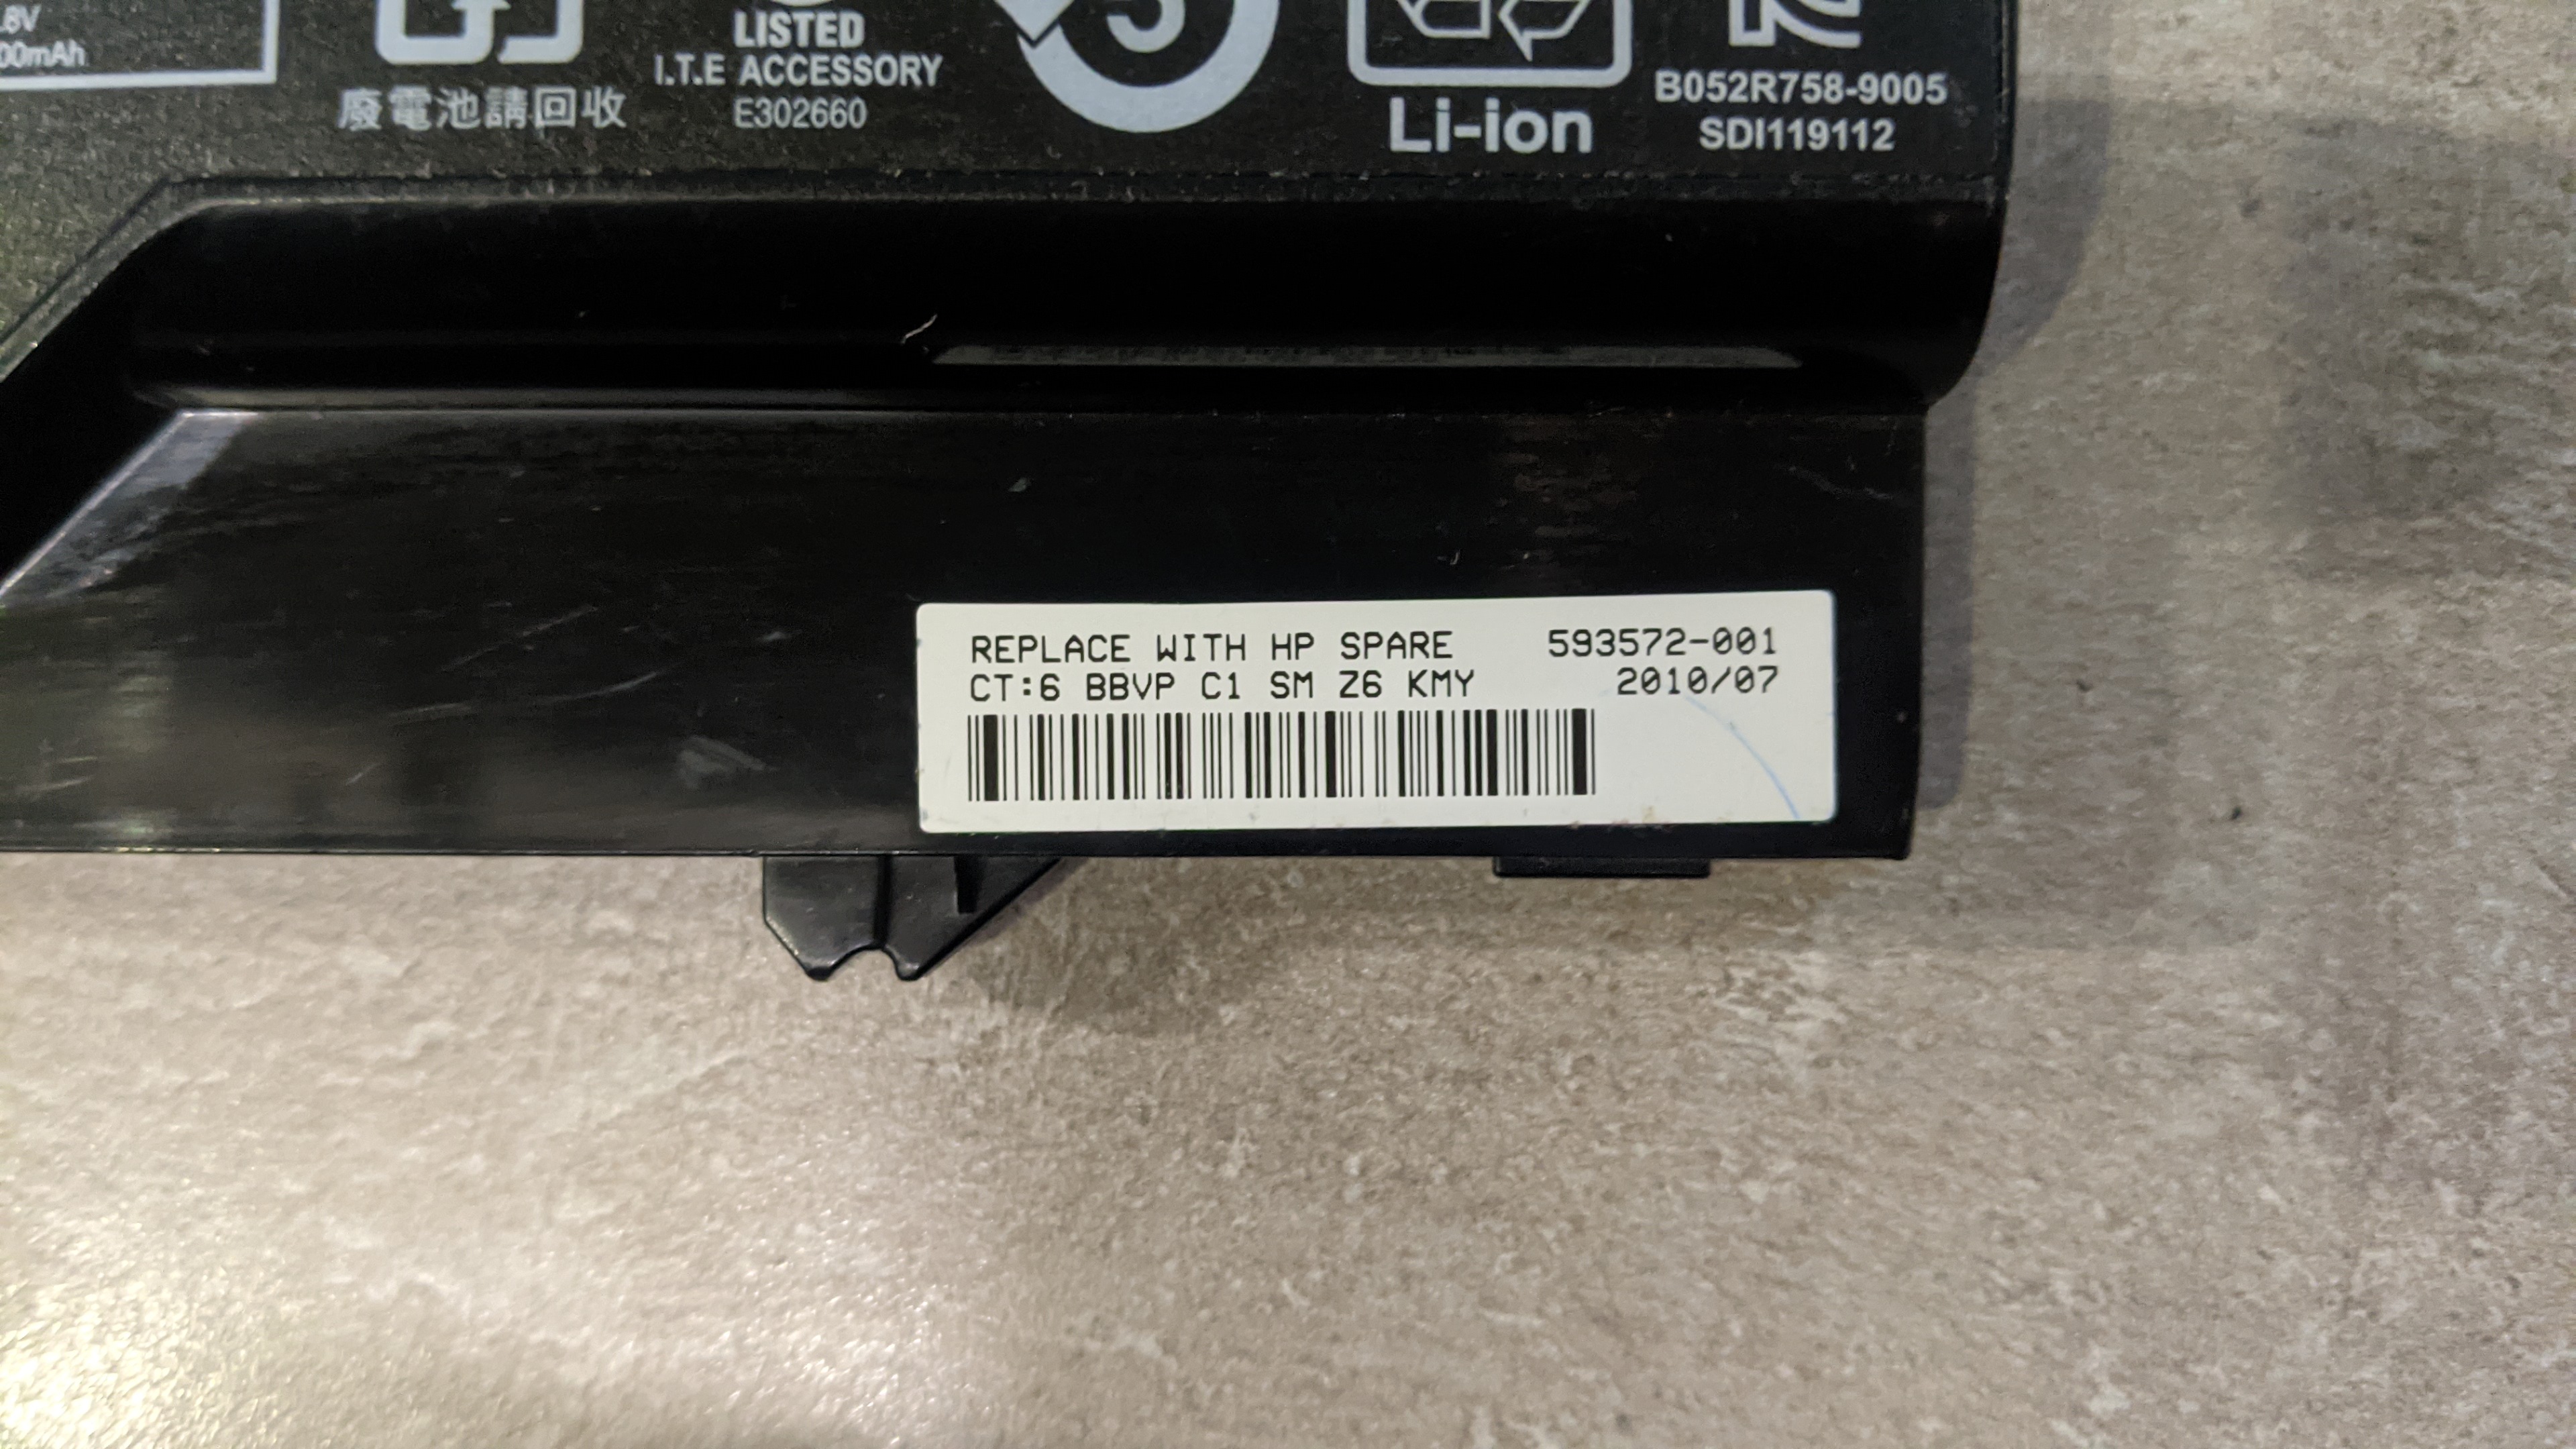 .8V
00mAh
廢電池請回收
LISTED
I.T.E ACCESSORY
E302660
Li-ion
B052R758-9005
SDI119112
REPLACE WITH HP SPARE 593572-001
CT:6 BBVP C1 SM Z6 KMY 2010/07